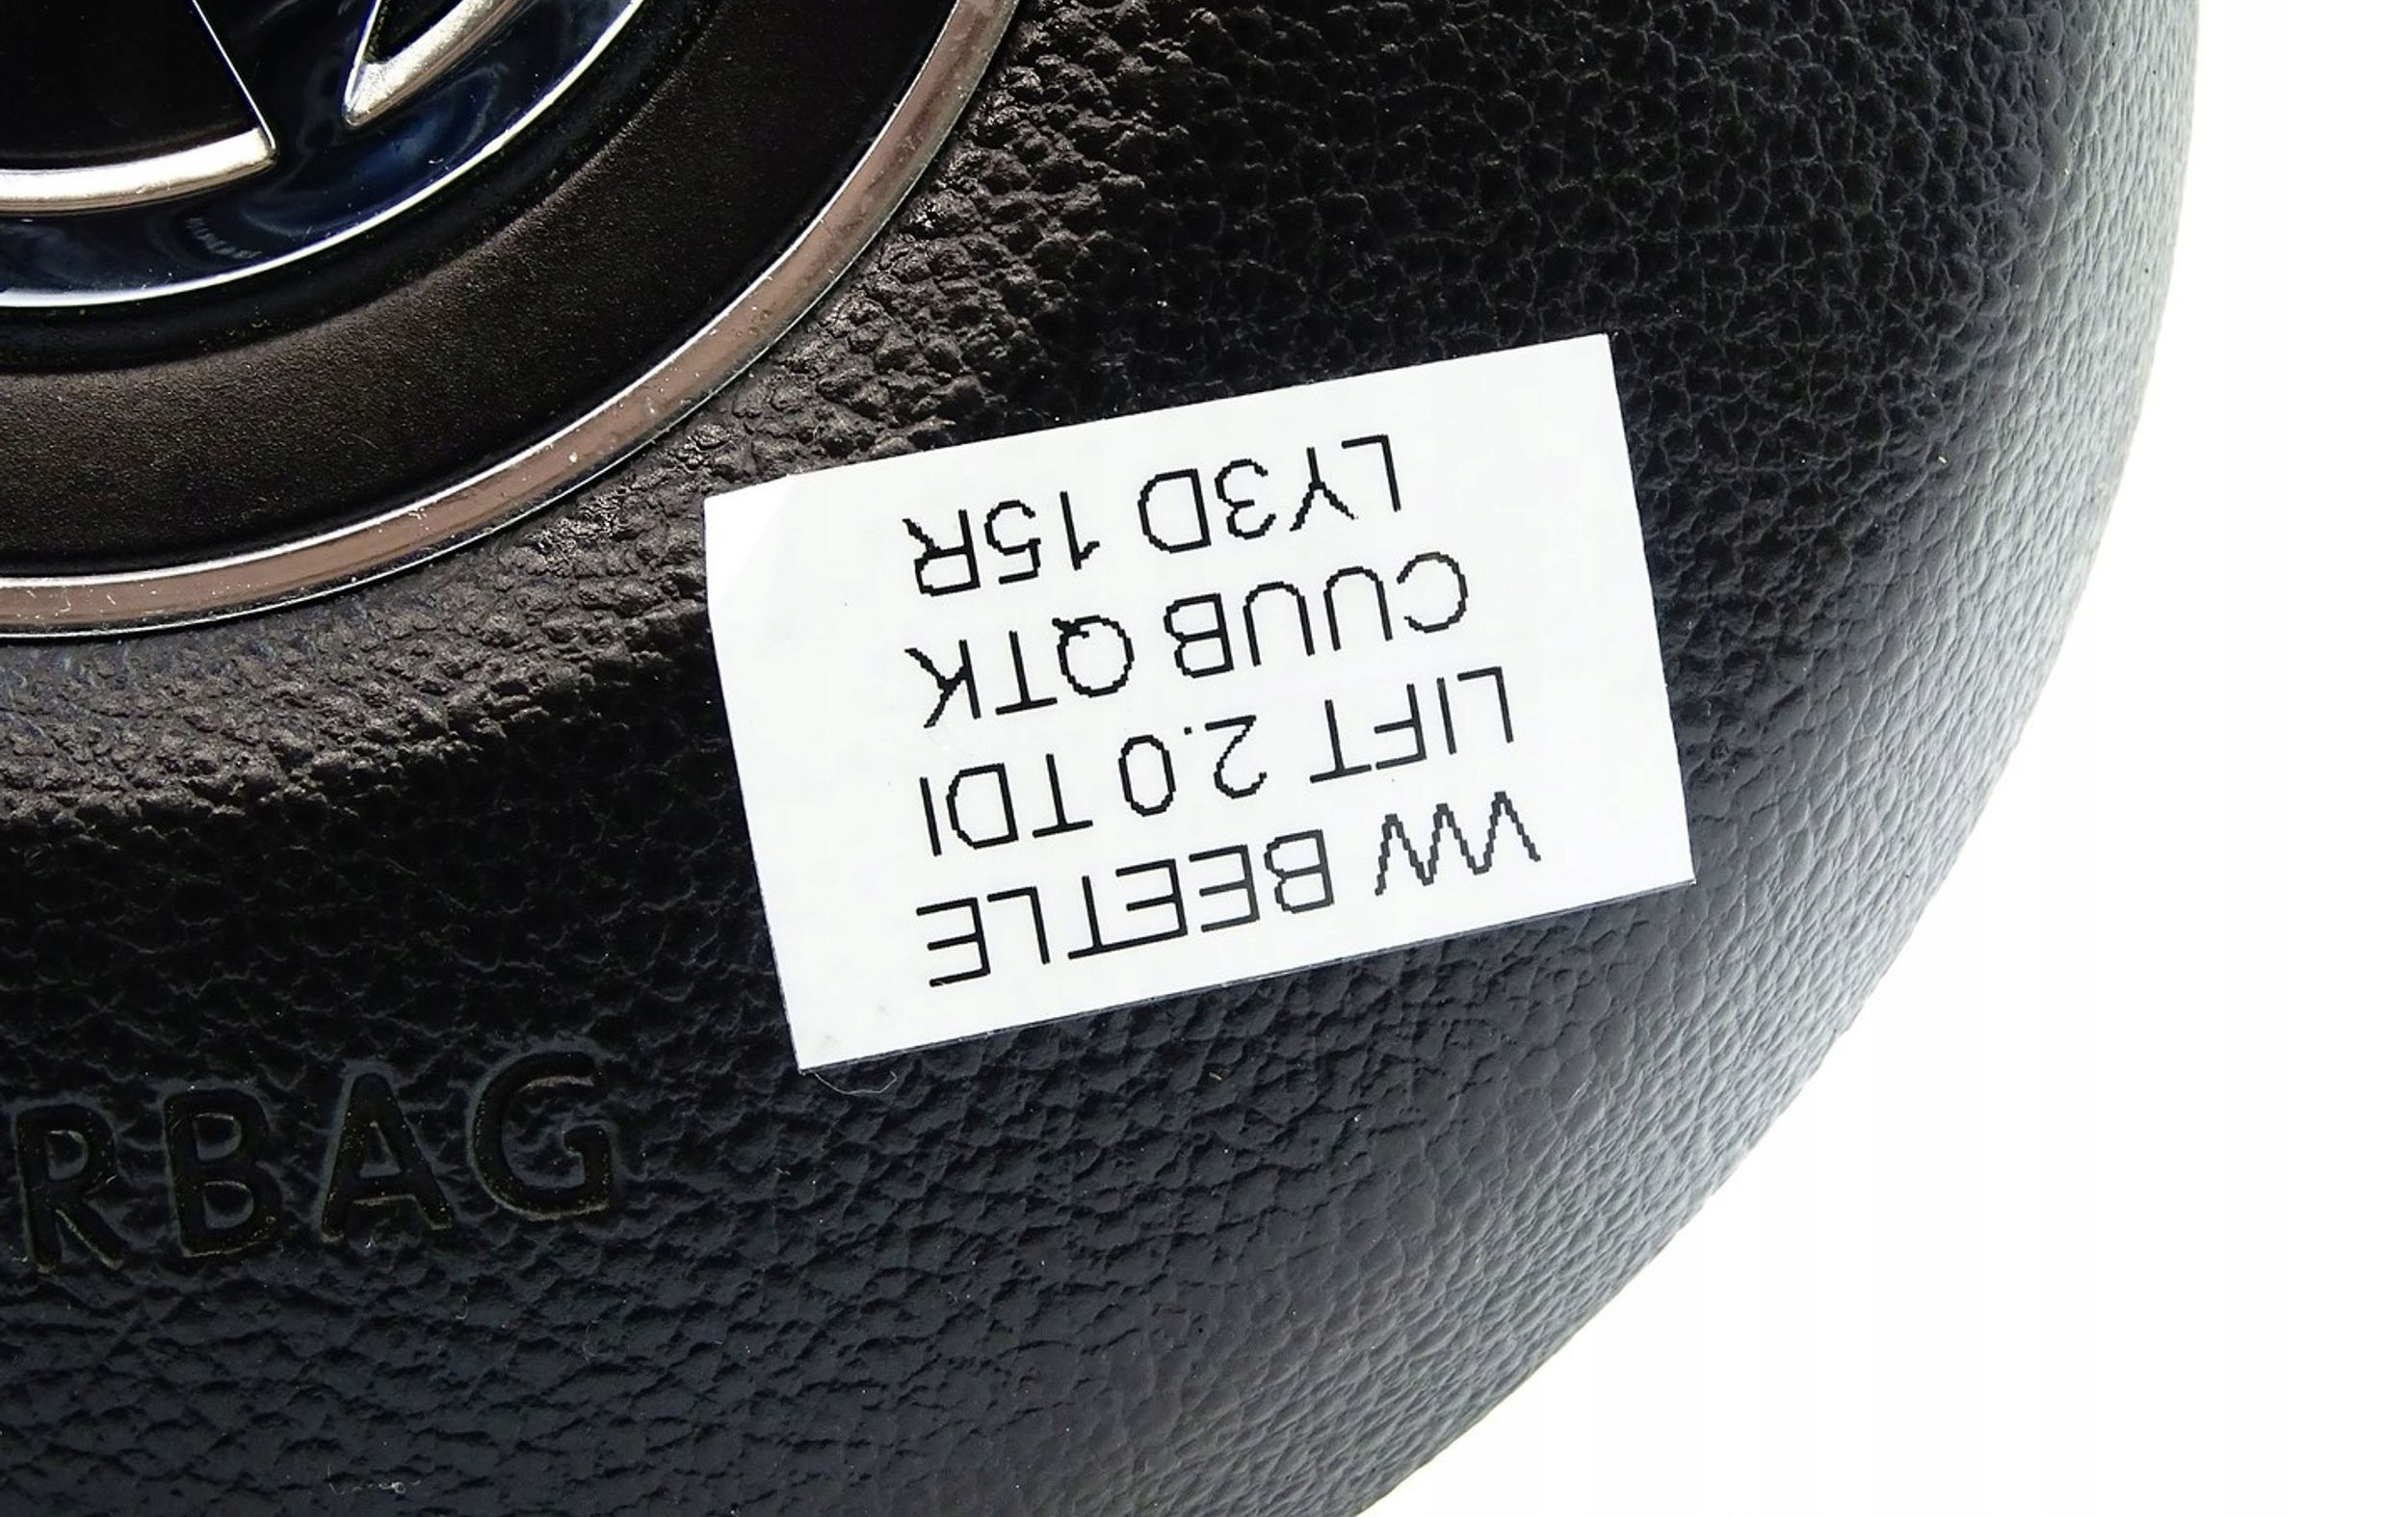 VW BEETLE
LIFT 2.0 TDI
CUUB QTK
LY3D 15R
RBAG